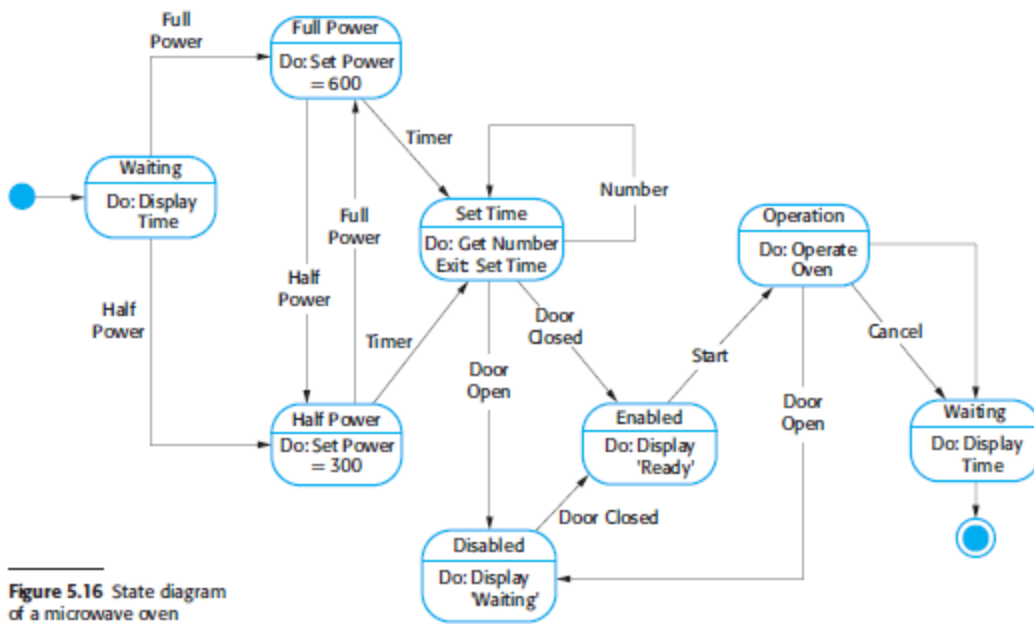 Full
Power
Full Power
Do: Set Power
= 600
Timer
Waiting
Do: Display
Time
Full
Power
Half
Power
Half
Power
Number
Set Time
Do: Get Number
Exit: Set Time
Operation
Do: Operate
Oven
Timer
Door
Closed
Door
Open
Start
Cancel
Door
Open
Half Power
Do: Set Power
= 300
Enabled
Do: Display
'Ready'
Waiting
Do: Display
Time
Door Closed
Disabled
Do: Display
'Waiting'
Figure 5.16 State diagram
of a microwave oven